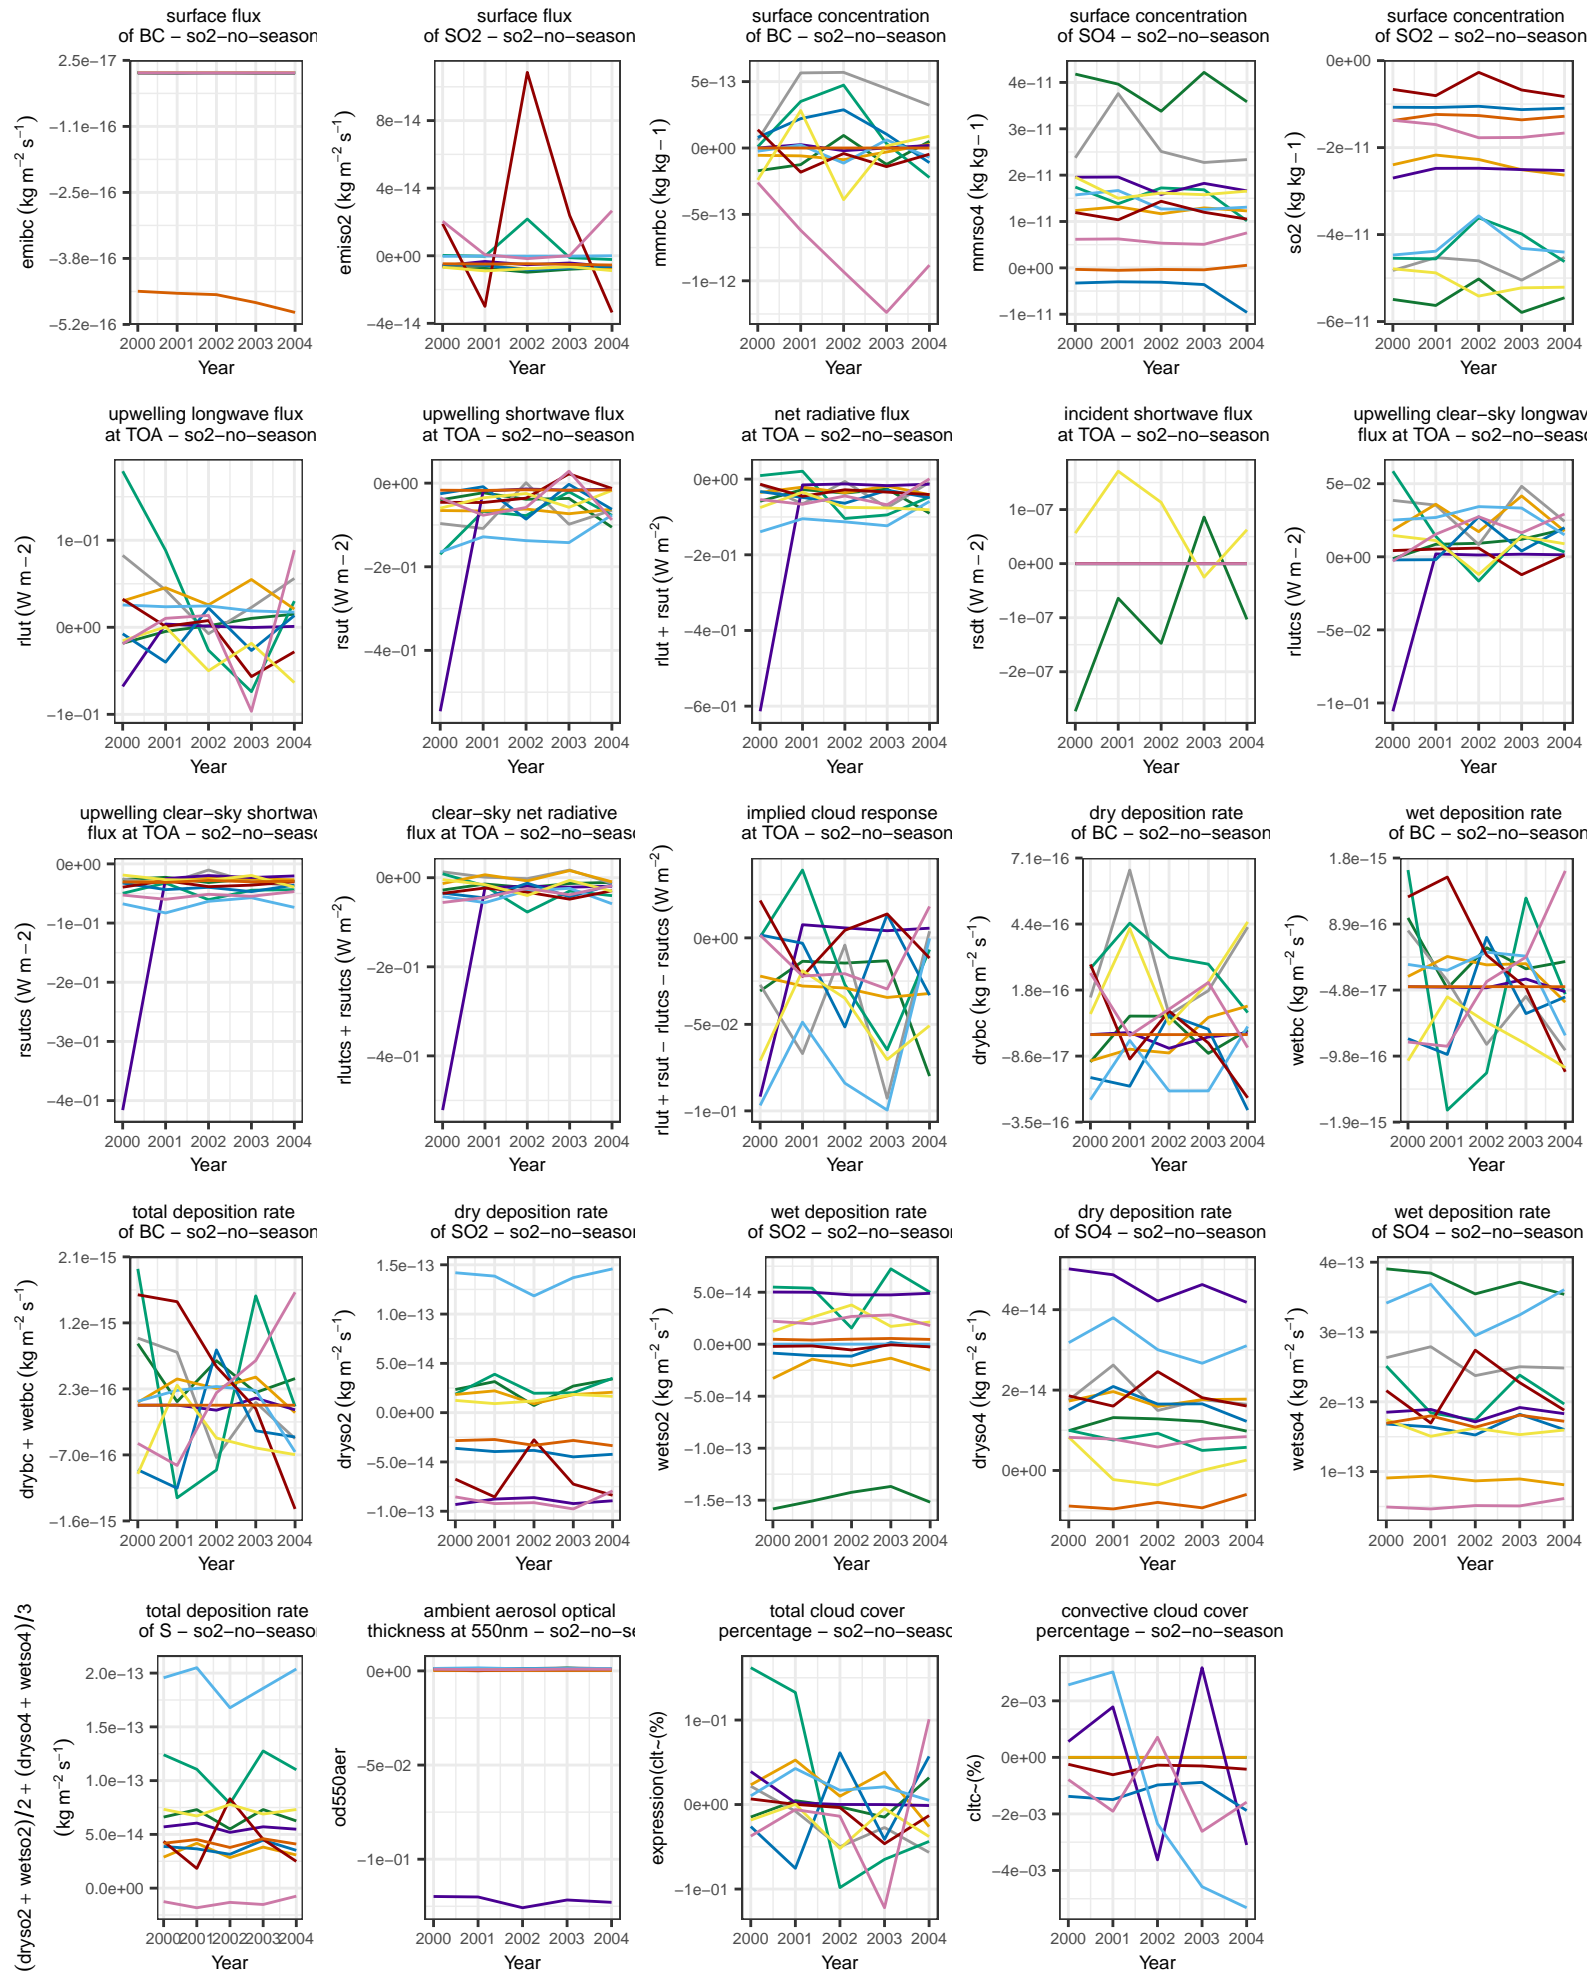 surface flux
of BC − so2−no−season
emibc (kg m⁻² s⁻¹)
2.5e−17
−1.1e−16
−2.5e−16
−3.8e−16
−5.2e−16
2000 2001 2002 2003 2004
Year
surface flux
of SO2 − so2−no−season
emiso2 (kg m⁻² s⁻¹)
8e−14
4e−14
0e+00
−4e−14
2000 2001 2002 2003 2004
Year
surface concentration
of BC − so2−no−season
mmrbc (kg kg−1)
5e−13
0e+00
−5e−13
−1e−12
2000 2001 2002 2003 2004
Year
surface concentration
of SO4 − so2−no−season
mmrso4 (kg kg−1)
4e−11
3e−11
2e−11
1e−11
0e+00
−1e−11
2000 2001 2002 2003 2004
Year
surface concentration
of SO2 − so2−no−season
so2 (kg kg−1)
0e+00
−2e−11
−4e−11
−6e−11
2000 2001 2002 2003 2004
Year
upwelling longwave flux
at TOA − so2−no−season
rlut (W m−2)
1e−01
0e+00
−1e−01
2000 2001 2002 2003 2004
Year
upwelling shortwave flux
at TOA − so2−no−season
rsut (W m−2)
0e+00
−2e−01
−4e−01
2000 2001 2002 2003 2004
Year
net radiative flux
at TOA − so2−no−season
rlut + rsut (W m⁻²)
0e+00
−2e−01
−4e−01
−6e−01
2000 2001 2002 2003 2004
Year
incident shortwave flux
at TOA − so2−no−season
rsdt (W m−2)
1e−07
0e+00
−1e−07
−2e−07
2000 2001 2002 2003 2004
Year
upwelling clear−sky longwav
flux at TOA − so2−no−seasc
rlutcs (W m−2)
5e−02
0e+00
−5e−02
−1e−01
2000 2001 2002 2003 2004
Year
upwelling clear−sky shortwav
flux at TOA − so2−no−seasc
rsutcs (W m−2)
0e+00
−1e−01
−2e−01
−3e−01
−4e−01
2000 2001 2002 2003 2004
Year
clear−sky net radiative
flux at TOA − so2−no−seasc
rlutcs + rsutcs (W m⁻²)
0e+00
−2e−01
−4e−01
2000 2001 2002 2003 2004
Year
implied cloud response
at TOA − so2−no−season
rlut + rsut − rlutcs − rsutcs (W m⁻²)
0e+00
−5e−02
−1e−01
2000 2001 2002 2003 2004
Year
dry deposition rate
of BC − so2−no−season
drybc (kg m⁻² s⁻¹)
7.1e−16
4.4e−16
1.8e−16
−8.6e−17
−3.5e−16
2000 2001 2002 2003 2004
Year
wet deposition rate
of BC − so2−no−season
wetbc (kg m⁻² s⁻¹)
1.8e−15
8.9e−16
−4.8e−17
−9.8e−16
−1.9e−15
2000 2001 2002 2003 2004
Year
total deposition rate
of BC − so2−no−season
drybc + wetbc (kg m⁻² s⁻¹)
2.1e−15
1.2e−15
2.3e−16
−7.0e−16
−1.6e−15
2000 2001 2002 2003 2004
Year
dry deposition rate
of SO2 − so2−no−season
dryso2 (kg m⁻² s⁻¹)
1.5e−13
1.0e−13
5.0e−14
0.0e+00
−5.0e−14
−1.0e−13
2000 2001 2002 2003 2004
Year
wet deposition rate
of SO2 − so2−no−season
wetso2 (kg m⁻² s⁻¹)
5.0e−14
0.0e+00
−5.0e−14
−1.0e−13
−1.5e−13
2000 2001 2002 2003 2004
Year
dry deposition rate
of SO4 − so2−no−season
dryso4 (kg m⁻² s⁻¹)
4e−14
2e−14
0e+00
2000 2001 2002 2003 2004
Year
wet deposition rate
of SO4 − so2−no−season
wetso4 (kg m⁻² s⁻¹)
4e−13
3e−13
2e−13
1e−13
2000 2001 2002 2003 2004
Year
total deposition rate
of S − so2−no−season
(dryso2 + wetso2)/2 + (dryso4 + wetso4)/3
(kg m⁻² s⁻¹)
2.0e−13
1.5e−13
1.0e−13
5.0e−14
0.0e+00
2000 2001 2002 2003 2004
Year
ambient aerosol optical
thickness at 550nm − so2−no−se
od550aer
0e+00
−5e−02
−1e−01
2000 2001 2002 2003 2004
Year
total cloud cover
percentage − so2−no−seasc
expression(clt~(%)
1e−01
0e+00
−1e−01
2000 2001 2002 2003 2004
Year
convective cloud cover
percentage − so2−no−season
cltc~(%)
2e−03
0e+00
−2e−03
−4e−03
2000 2001 2002 2003 2004
Year